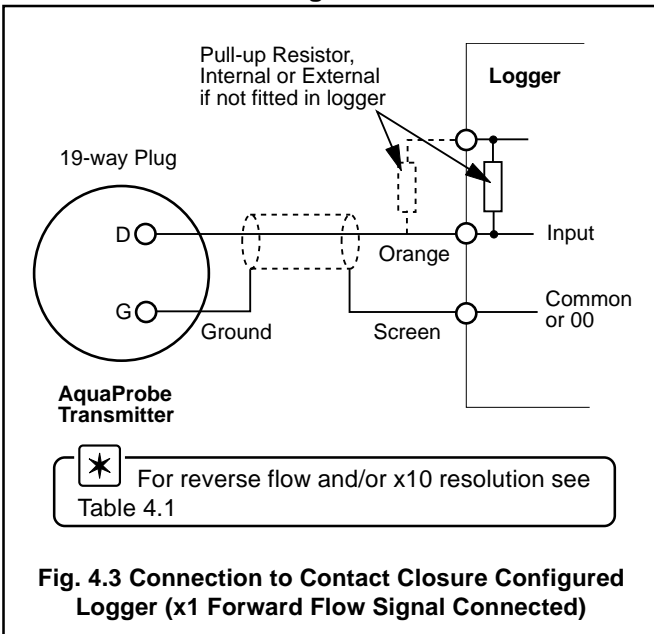 Pull-up Resistor,
Internal or External
if not fitted in logger
Logger
19-way Plug
D
Orange
Input
G
Ground
Screen
Common
or 00
AquaProbe
Transmitter
For reverse flow and/or x10 resolution see
Table 4.1
Fig. 4.3 Connection to Contact Closure Configured
Logger (x1 Forward Flow Signal Connected)